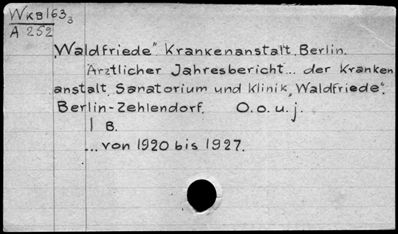 WKB163₃
A 252
„Waldfriede“. Krankenanstalt, Berlin.
Ärztlicher Jahresbericht... der Kranken
anstalt, Sanatorium und Klinik, „Waldfriede“.
Berlin-Zehlendorf. O.o.u.j.
1 B.
... von 1920 bis 1927.